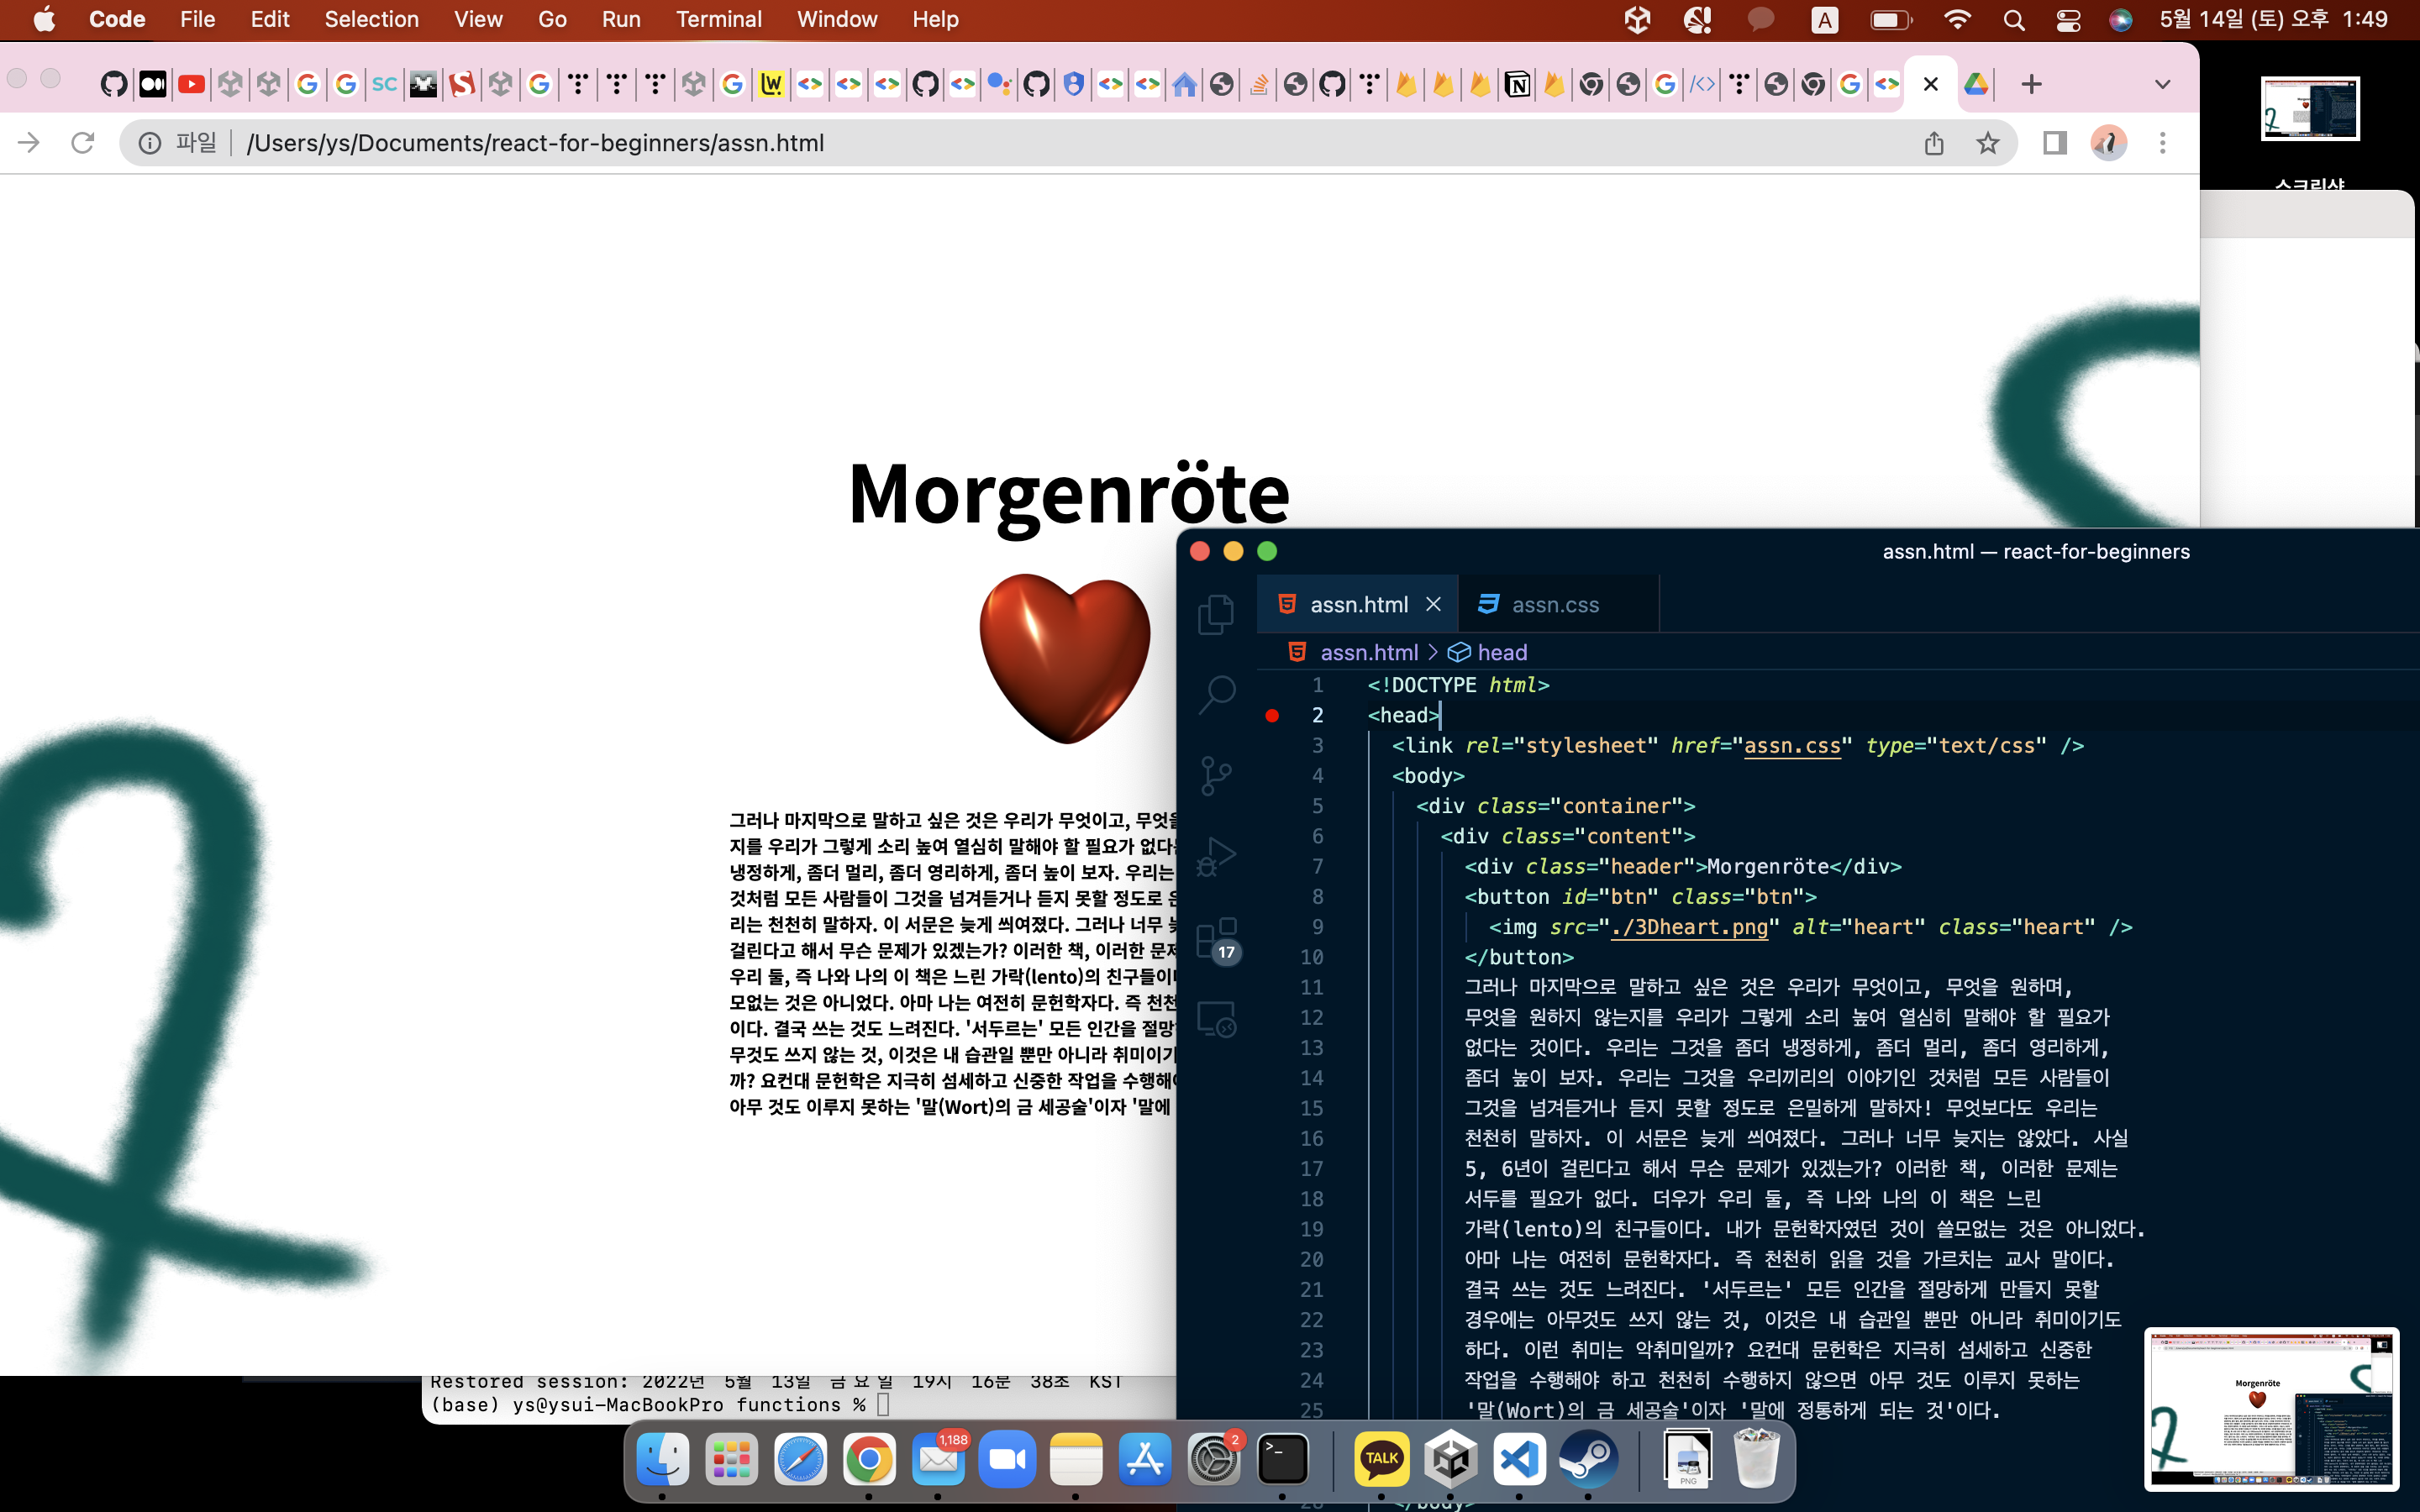 Code File Edit Selection View Go Run Terminal Window Help A 5월 14일 (토) 오후 1:49
SC
파일 /Users/ys/Documents/react-for-beginners/assn.html
스크린샷
Morgenröte
그러나 마지막으로 말하고 싶은 것은 우리가 무엇이고,
지를 우리가 그렇게 소리 높여 열심히 말해야 할 필요가
냉정하게, 좀더 멀리, 좀더 영리하게, 좀더 높이 보자. 우리는
것처럼 모든 사람들이 그것을 넘겨듣거나 듣지 못할 정도로
리는 천천히 말하자. 이 서문은 늦게 씌여졌다. 그러나 너무
걸린다고 해서 무슨 문제가 있겠는가? 이러한 책, 이러한
우리 둘, 즉 나와 나의 이 책은 느린 가락(lento)의
모없는 것은 아니었다. 아마 나는 여전히 문헌학자다. 즉
이다. 결국 쓰는 것도 느려진다. '서두르는' 모든 인간을
무것도 쓰지 않는 것, 이것은 내 습관일 뿐만 아니라
까? 요컨대 문헌학은 지극히 섬세하고 신중한 작업을
아무 것도 이루지 못하는 '말(Wort)의 금 세공술'이자 '말에
assn.html — react-for-beginners
assn.html assn.css
assn.html > head
1 <!DOCTYPE html>
2 <head>
3 <link rel="stylesheet" href="assn.css" type="text/css" />
4 <body>
5 <div class="container">
6 <div class="content">
7 <div class="header">Morgenröte</div>
8 <button id="btn" class="btn">
9 <img src="./3Dheart.png" alt="heart" class="heart" />
10 </button>
11 그러나 마지막으로 말하고 싶은 것은 우리가 무엇이고, 무엇을 원하며,
12 무엇을 원하지 않는지를 우리가 그렇게 소리 높여 열심히 말해야 할 필요가
13 없다는 것이다. 우리는 그것을 좀더 냉정하게, 좀더 멀리, 좀더 영리하게,
14 좀더 높이 보자. 우리는 그것을 우리끼리의 이야기인 것처럼 모든 사람들이
15 그것을 넘겨듣거나 듣지 못할 정도로 은밀하게 말하자! 무엇보다도 우리는
16 천천히 말하자. 이 서문은 늦게 씌여졌다. 그러나 너무 늦지는 않았다. 사실
17 5, 6년이 걸린다고 해서 무슨 문제가 있겠는가? 이러한 책, 이러한 문제는
18 서두를 필요가 없다. 더우가 우리 둘, 즉 나와 나의 이 책은 느린
19 가락(lento)의 친구들이다. 내가 문헌학자였던 것이 쓸모없는 것은 아니었다.
20 아마 나는 여전히 문헌학자다. 즉 천천히 읽을 것을 가르치는 교사 말이다.
21 결국 쓰는 것도 느려진다. '서두르는' 모든 인간을 절망하게 만들지 못할
22 경우에는 아무것도 쓰지 않는 것, 이것은 내 습관일 뿐만 아니라 취미이기도
23 하다. 이런 취미는 악취미일까? 요컨대 문헌학은 지극히 섬세하고 신중한
24 작업을 수행해야 하고 천천히 수행하지 않으면 아무 것도 이루지 못하는
25 '말(Wort)의 금 세공술'이자 '말에 정통하게 되는 것'이다.
17
Restored session: 2022년 5월 13일 금요일 19시 16분 38초 KST
(base) ys@ysui-MacBookPro functions %
1,188
2
TALK
PNG
Morgenröte